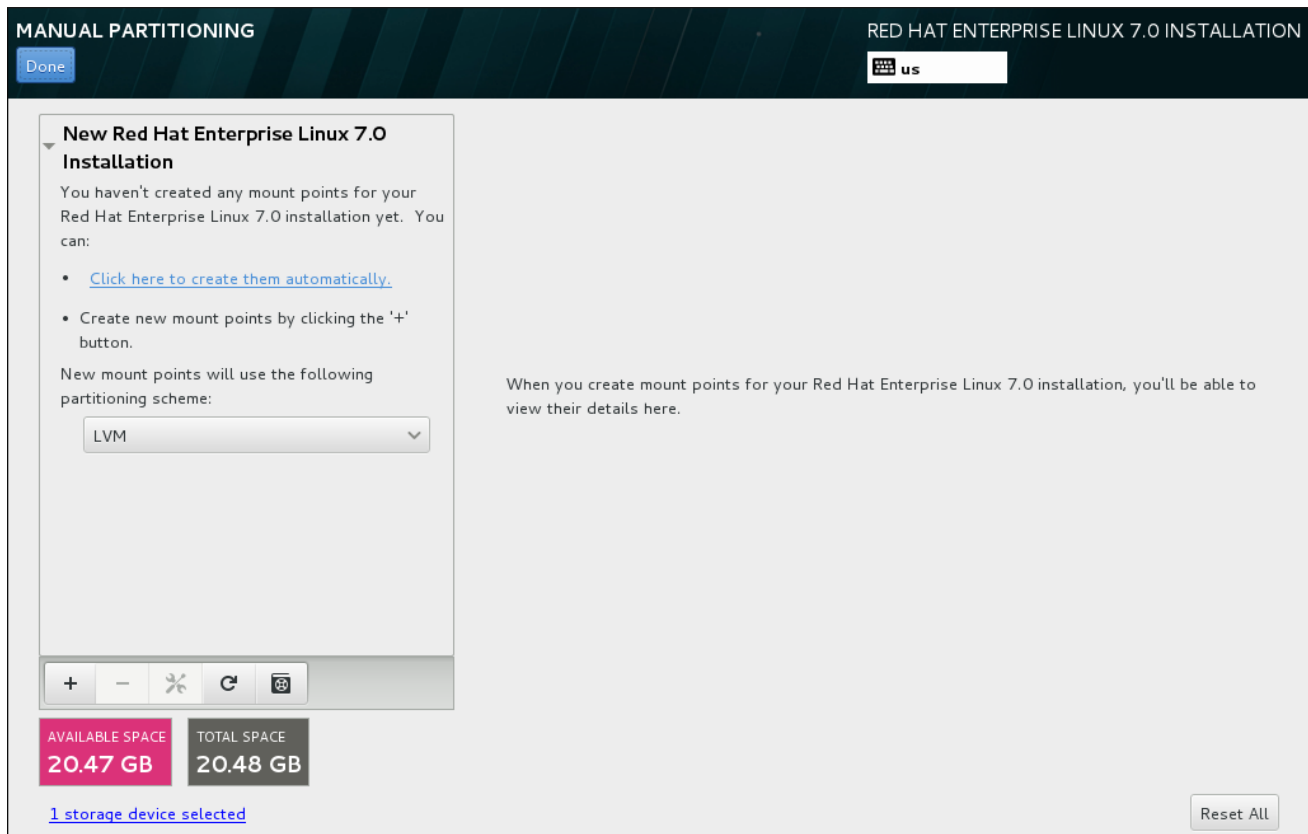 MANUAL PARTITIONING
RED HAT ENTERPRISE LINUX 7.0 INSTALLATION
Done
us
New Red Hat Enterprise Linux 7.0
Installation
You haven't created any mount points for your
Red Hat Enterprise Linux 7.0 installation yet.  You
can:
• Click here to create them automatically.
• Create new mount points by clicking the '+'
button.
New mount points will use the following
partitioning scheme:
LVM
When you create mount points for your Red Hat Enterprise Linux 7.0 installation, you'll be able to
view their details here.
+ −
AVAILABLE SPACE
20.47 GB
TOTAL SPACE
20.48 GB
1 storage device selected
Reset All